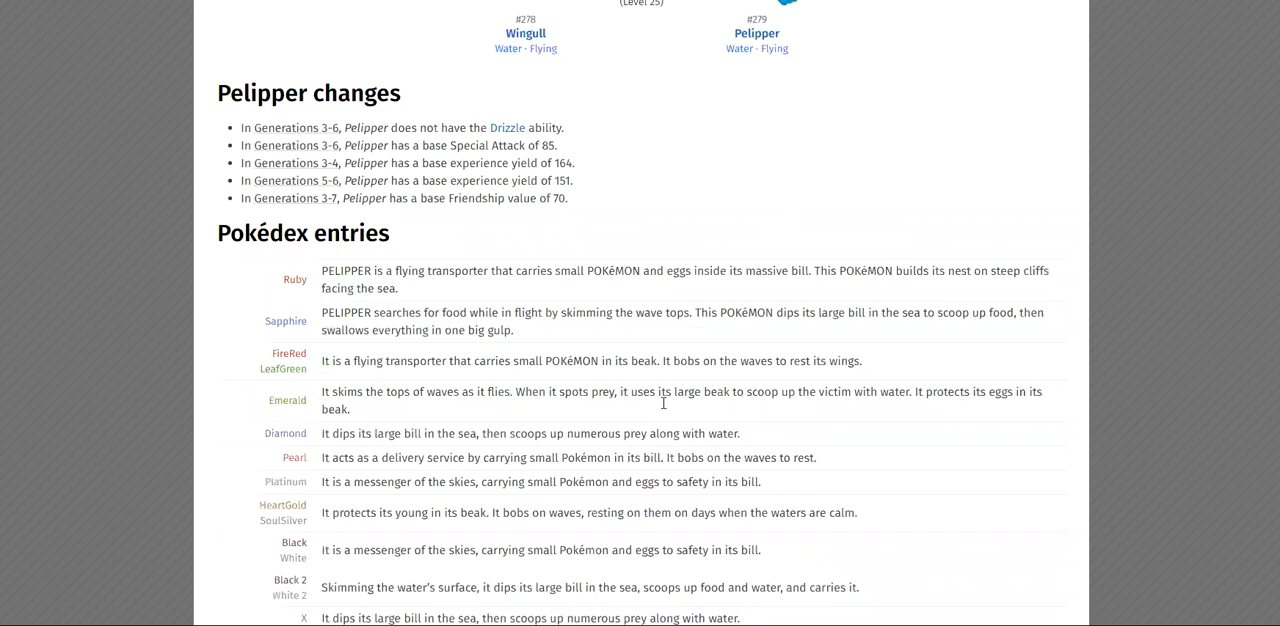 (Level 25)
#278
Wingull
Water · Flying
#279
Pelipper
Water · Flying
Pelipper changes
• In Generations 3-6, Pelipper does not have the Drizzle ability.
• In Generations 3-6, Pelipper has a base Special Attack of 85.
• In Generations 3-4, Pelipper has a base experience yield of 164.
• In Generations 5-6, Pelipper has a base experience yield of 151.
• In Generations 3-7, Pelipper has a base Friendship value of 70.
Pokédex entries
Ruby
PELIPPER is a flying transporter that carries small POKéMON and eggs inside its massive bill. This POKéMON builds its nest on steep cliffs
facing the sea.
Sapphire
PELIPPER searches for food while in flight by skimming the wave tops. This POKéMON dips its large bill in the sea to scoop up food, then
swallows everything in one big gulp.
FireRed
LeafGreen
It is a flying transporter that carries small POKéMON in its beak. It bobs on the waves to rest its wings.
Emerald
It skims the tops of waves as it flies. When it spots prey, it uses its large beak to scoop up the victim with water. It protects its eggs in its
beak.
Diamond
It dips its large bill in the sea, then scoops up numerous prey along with water.
Pearl
It acts as a delivery service by carrying small Pokémon in its bill. It bobs on the waves to rest.
Platinum
It is a messenger of the skies, carrying small Pokémon and eggs to safety in its bill.
HeartGold
SoulSilver
It protects its young in its beak. It bobs on waves, resting on them on days when the waters are calm.
Black
White
It is a messenger of the skies, carrying small Pokémon and eggs to safety in its bill.
Black 2
White 2
Skimming the water's surface, it dips its large bill in the sea, scoops up food and water, and carries it.
X
It dips its large bill in the sea, then scoops up numerous prey along with water.